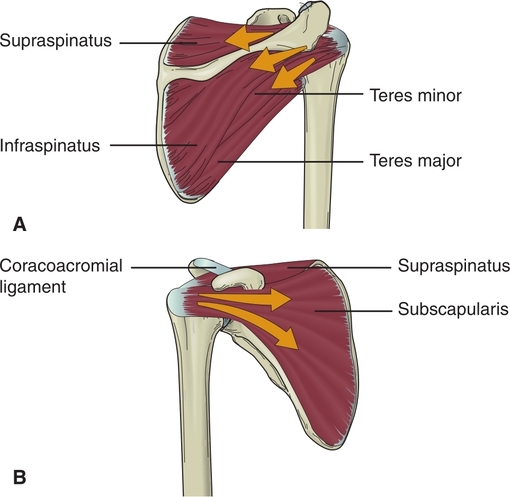 Supraspinatus
Teres minor
Infraspinatus
Teres major
A
Coracoacromial
ligament
Supraspinatus
Subscapularis
B